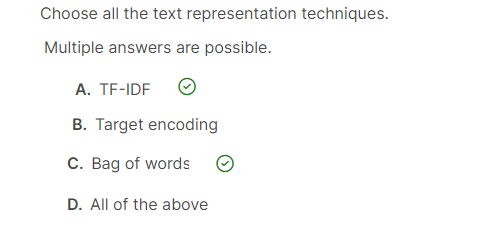 Choose all the text representation techniques.
Multiple answers are possible.
A. TF-IDF
B. Target encoding
C. Bag of words
D. All of the above